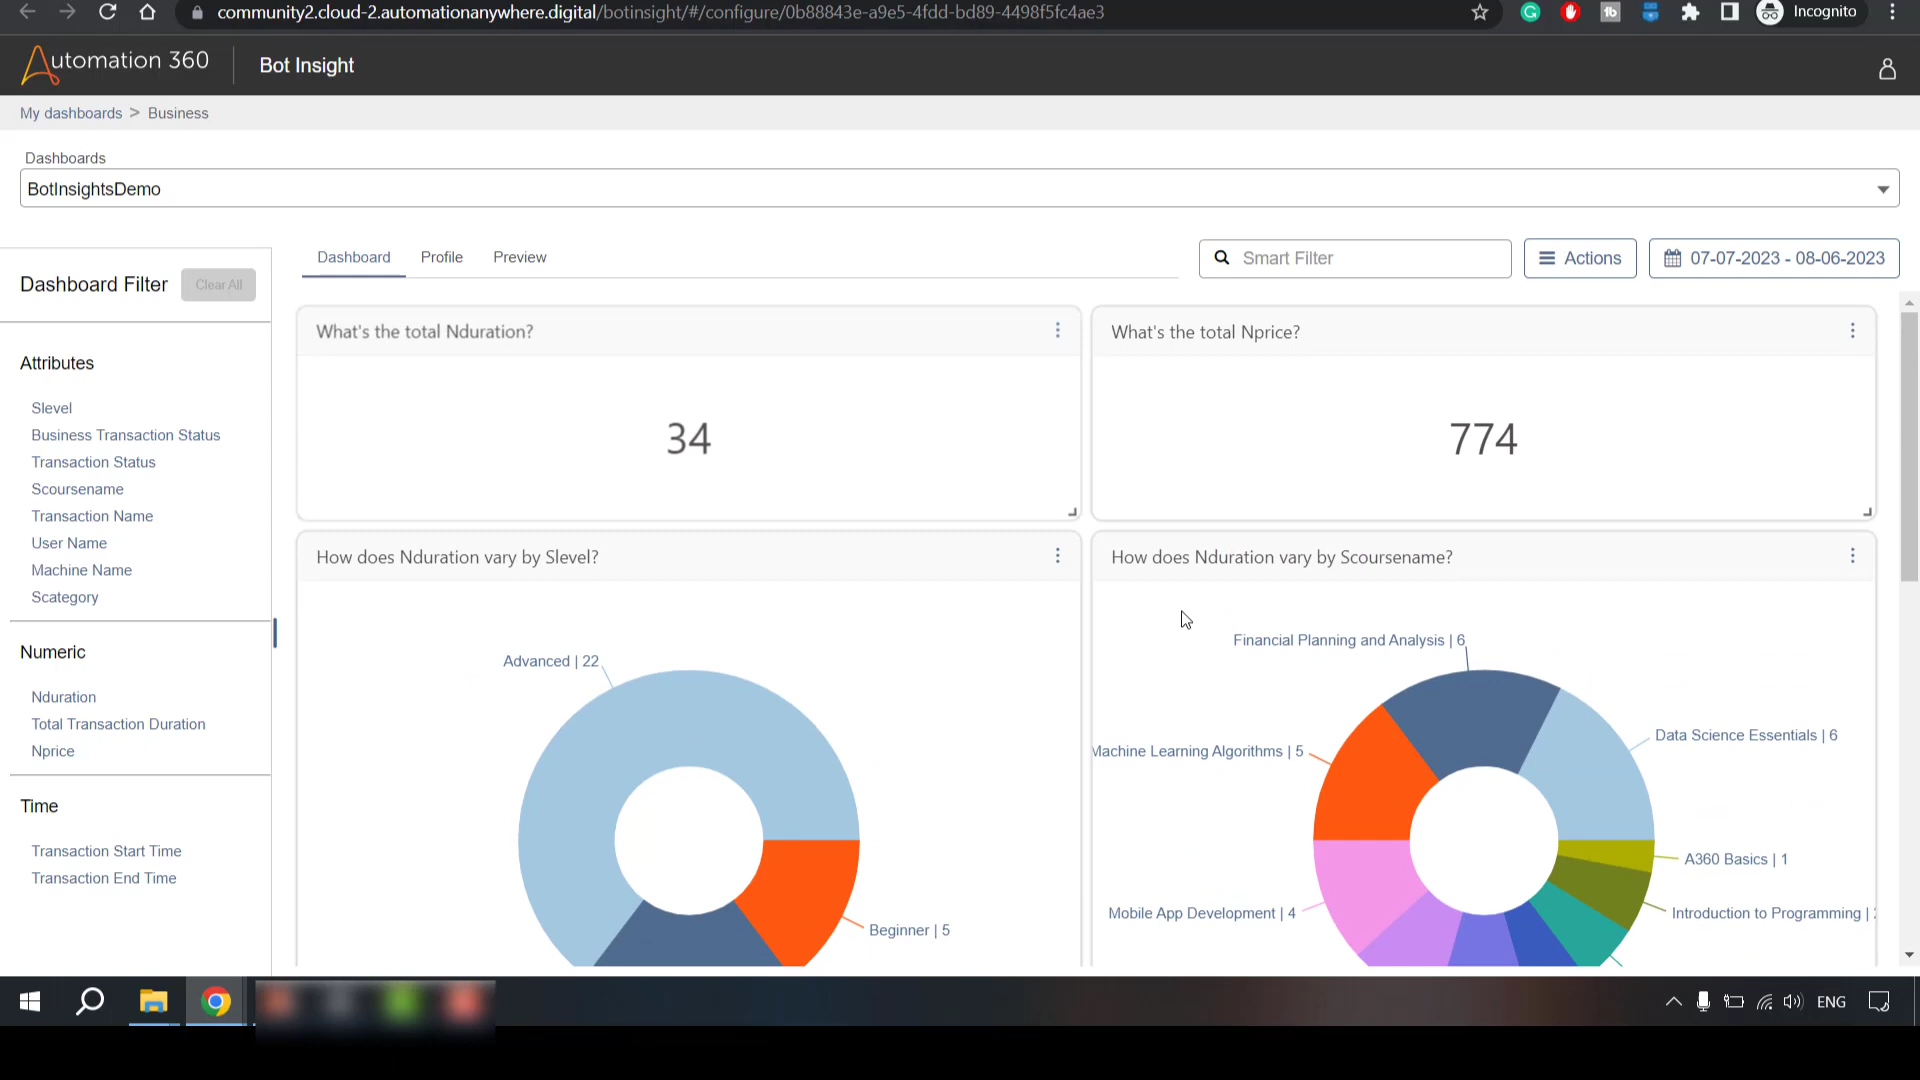 community2.cloud-2.automationanywhere.digital/botinsight/#/configure/0b88843e-a9e5-4fdd-bd89-4498f5fc4ae3
Incognito
Automation 360
Bot Insight
My dashboards > Business
Dashboards
BotInsightsDemo
Dashboard Filter
Clear All
Dashboard
Profile
Preview
Smart Filter
Actions
07-07-2023 - 08-06-2023
Attributes
Slevel
Business Transaction Status
Transaction Status
Scoursename
Transaction Name
User Name
Machine Name
Scategory
Numeric
Nduration
Total Transaction Duration
Nprice
Time
Transaction Start Time
Transaction End Time
What's the total Nduration?
34
What's the total Nprice?
774
How does Nduration vary by Slevel?
Advanced | 22
Beginner | 5
How does Nduration vary by Scoursename?
Financial Planning and Analysis | 6
Data Science Essentials | 6
Machine Learning Algorithms | 5
A360 Basics | 1
Mobile App Development | 4
Introduction to Programming |
ENG